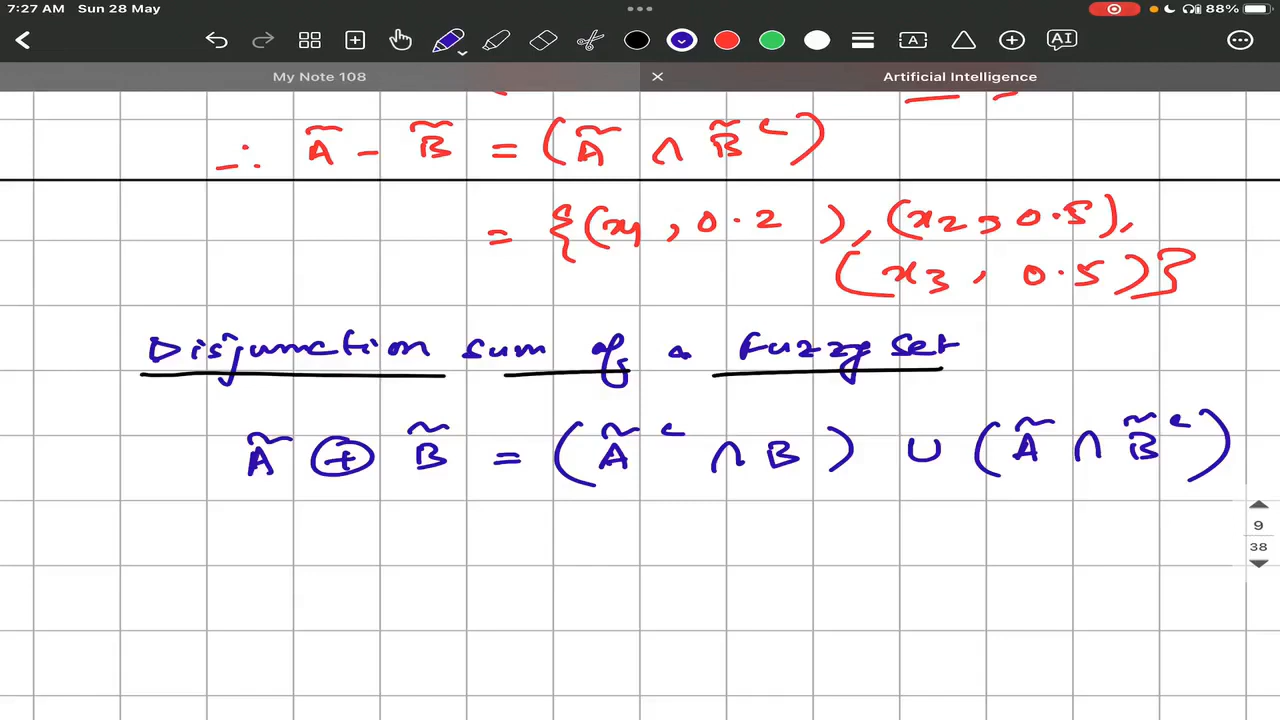 7:27 AM Sun 28 May
88%
My Note 108
Artificial Intelligence
∴ Ã - B̃ = (Ã ∩ B̃ᶜ)
= {(x1, 0.2), (x2, 0.5),
(x3, 0.5)}
Disjunction sum of a Fuzzy Set
Ã ⊕ B̃ = (Ãᶜ ∩ B) ∪ (Ã ∩ B̃ᶜ)
9
38